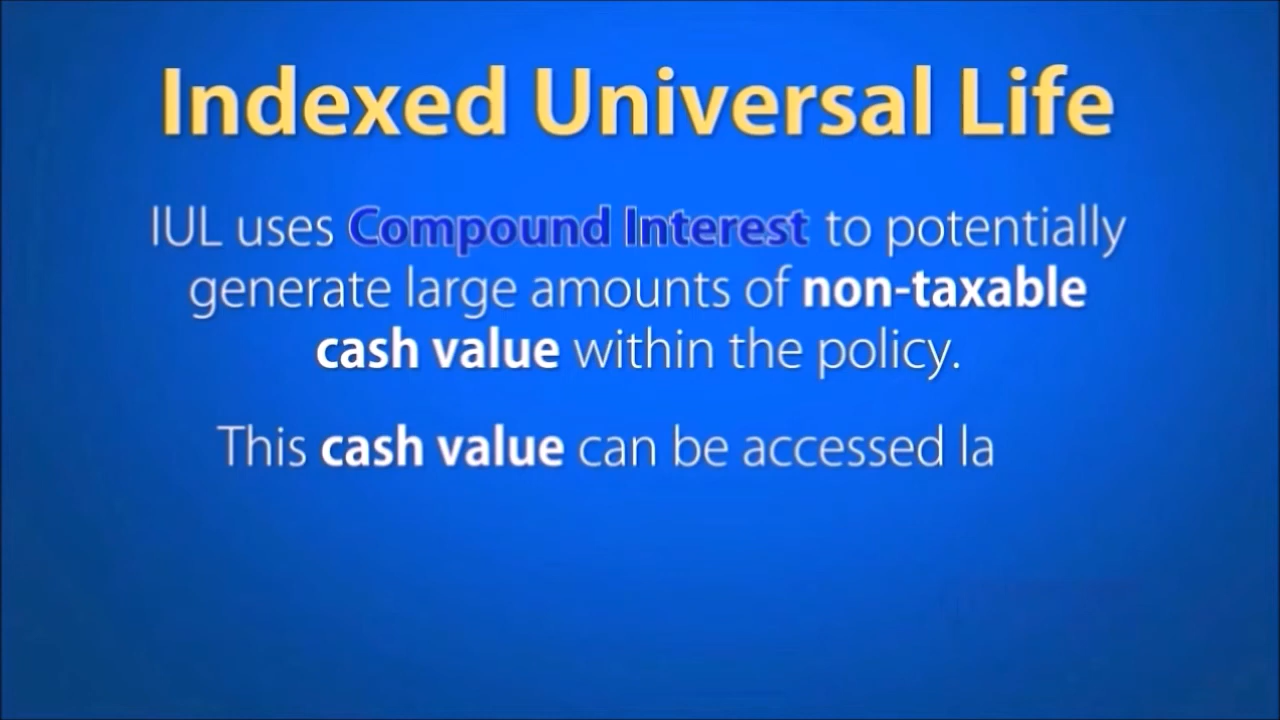 Indexed Universal Life
IUL uses Compound Interest to potentially
generate large amounts of non-taxable
cash value within the policy.
This cash value can be accessed la